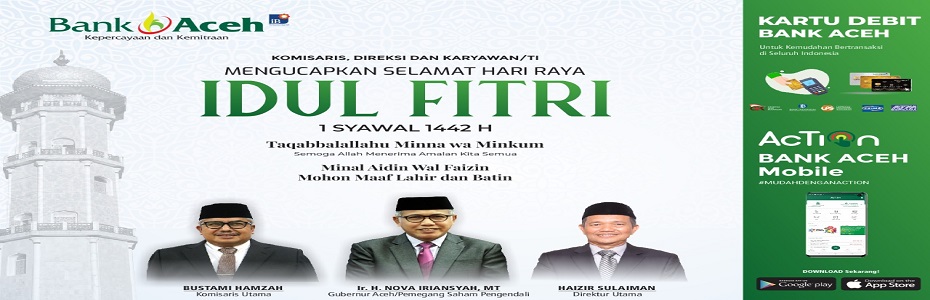 Bank Aceh
iB
Kepercayaan dan Kemitraan
KOMISARIS, DIREKSI DAN KARYAWAN/TI
MENGUCAPKAN SELAMAT HARI RAYA
IDUL FITRI
1 SYAWAL 1442 H
Taqabbalallahu Minna wa Minkum
Semoga Allah Menerima Amalan Kita Semua
Minal Aidin Wal Faizin
Mohon Maaf Lahir dan Batin
BUSTAMI HAMZAH
Komisaris Utama
Ir. H. NOVA IRIANSYAH, MT
Gubernur Aceh/Pemegang Saham Pengendali
HAIZIR SULAIMAN
Direktur Utama
KARTU DEBIT
BANK ACEH
Untuk Kemudahan Bertransaksi
di Seluruh Indonesia
AcTion
BANK ACEH
Mobile
#MUDAHDENGANACTION
DOWNLOAD Sekarang!
Google play
App Store